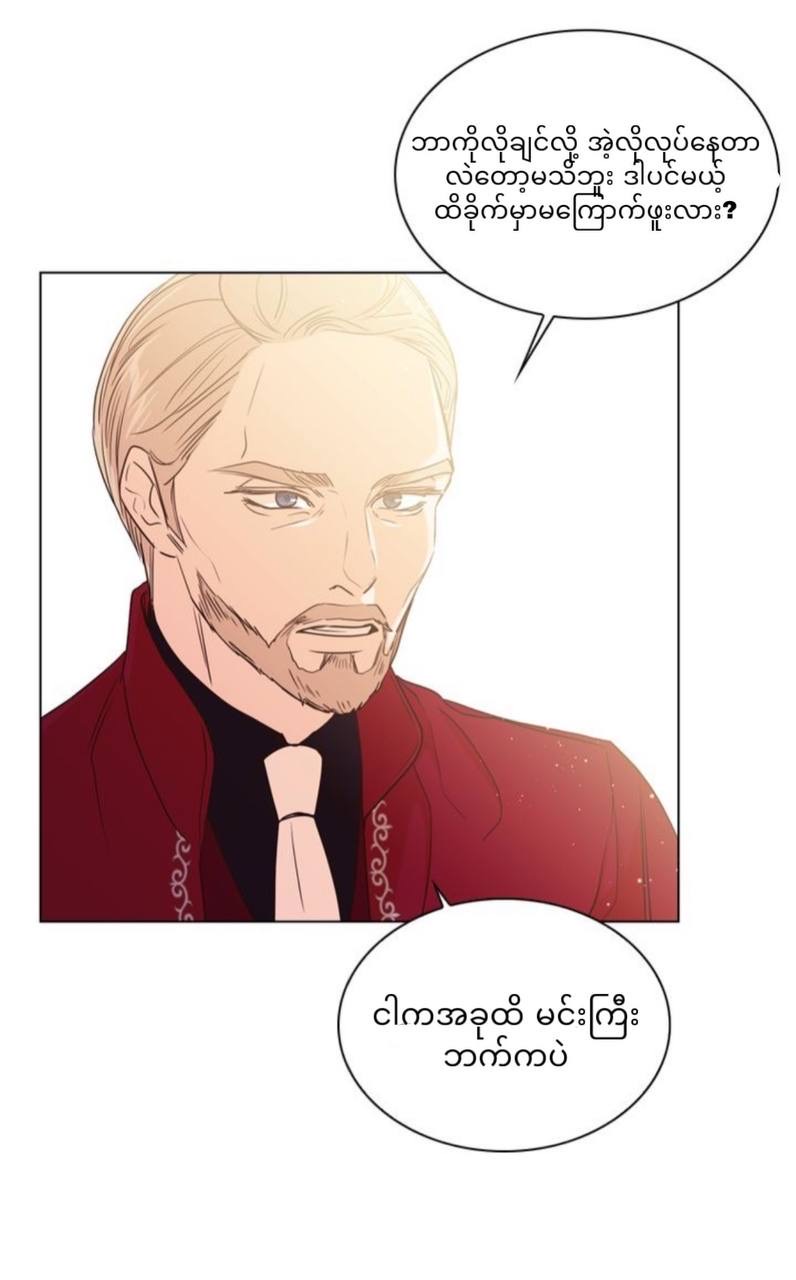 ဘာကိုလိုချင်လို့ အဲ့လိုလုပ်နေတာ
လဲတော့မသိဘူး ဒါပင်မယ့်
ထိခိုက်မှာမကြောက်ဖူးလား?
ငါကအခုထိ မင်းကြီး
ဘက်ကပဲ